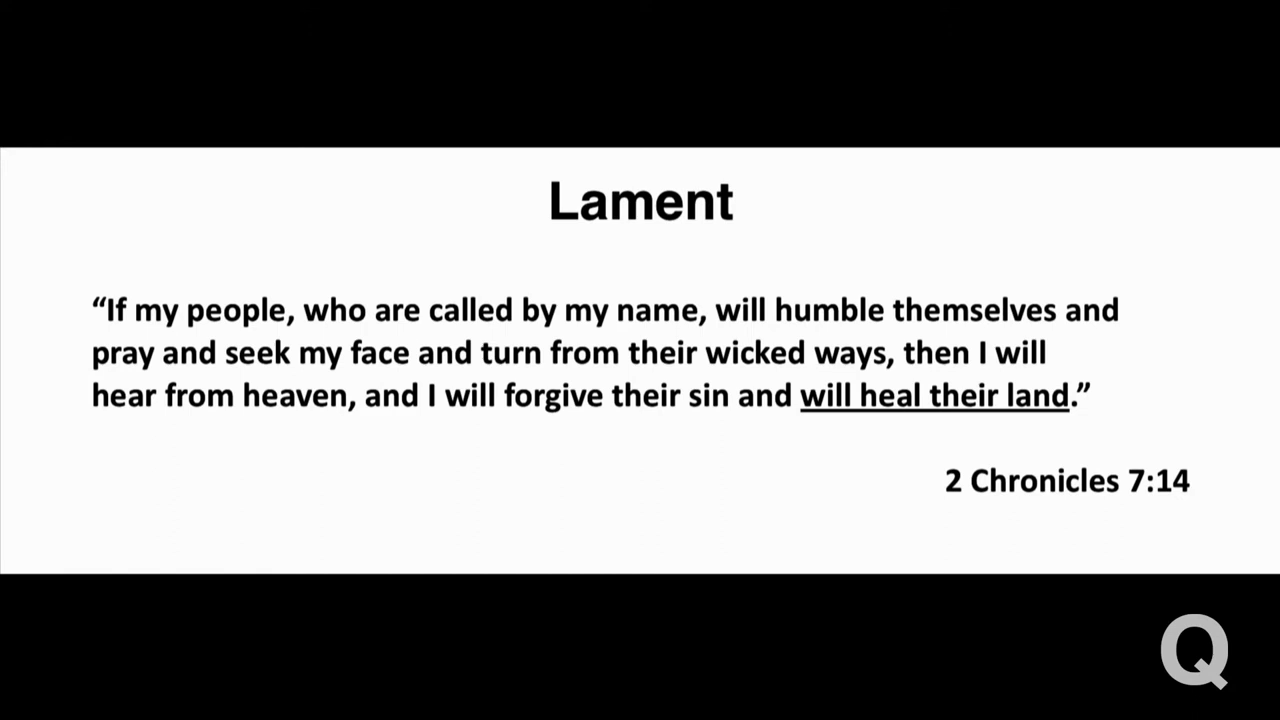 Lament
“If my people, who are called by my name, will humble themselves and
pray and seek my face and turn from their wicked ways, then I will
hear from heaven, and I will forgive their sin and will heal their land.”
2 Chronicles 7:14
Q